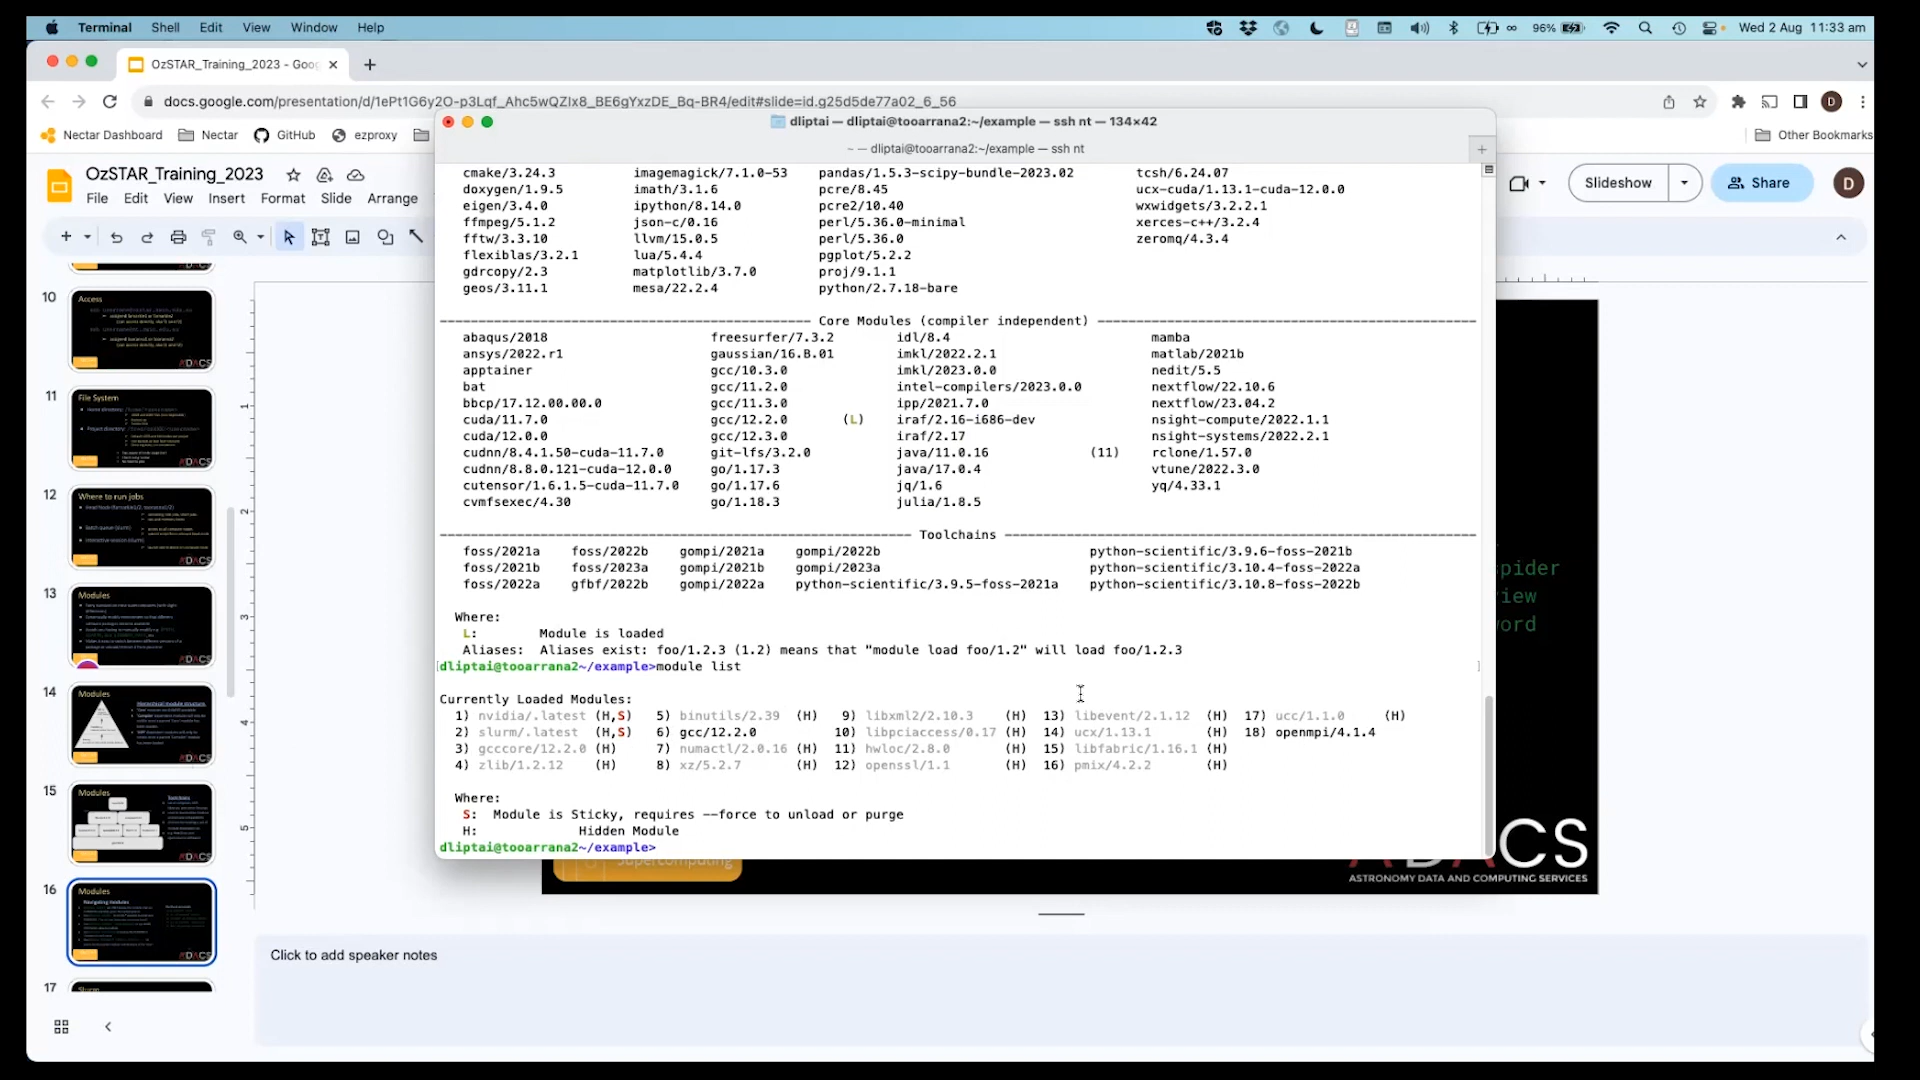 Terminal Shell Edit View Window Help 96% Wed 2 Aug 11:33 am
OzSTAR_Training_2023 - Goo
docs.google.com/presentation/d/1ePt1G6y2O-p3Lqf_Ahc5wQZIx8_BE6gYxzDE_Bq-BR4/edit#slide=id.g25d5de77a02_6_56
Nectar Dashboard Nectar GitHub ezproxy Other Bookmarks
dliptai — dliptai@tooarrana2:~/example — ssh nt — 134×42
~ — dliptai@tooarrana2:~/example — ssh nt
OzSTAR_Training_2023
File Edit View Insert Format Slide Arrange
Slideshow Share D
cmake/3.24.3 imagemagick/7.1.0-53 pandas/1.5.3-scipy-bundle-2023.02 tcsh/6.24.07
doxygen/1.9.5 imath/3.1.6 pcre/8.45 ucx-cuda/1.13.1-cuda-12.0.0
eigen/3.4.0 ipython/8.14.0 pcre2/10.40 wxwidgets/3.2.2.1
ffmpeg/5.1.2 json-c/0.16 perl/5.36.0-minimal xerces-c++/3.2.4
fftw/3.3.10 llvm/15.0.5 perl/5.36.0 zeromq/4.3.4
flexiblas/3.2.1 lua/5.4.4 pgplot/5.2.2
gdrcopy/2.3 matplotlib/3.7.0 proj/9.1.1
geos/3.11.1 mesa/22.2.4 python/2.7.18-bare
Core Modules (compiler independent)
abaqus/2018 freesurfer/7.3.2 idl/8.4 mamba
ansys/2022.r1 gaussian/16.B.01 imkl/2022.2.1 matlab/2021b
apptainer gcc/10.3.0 imkl/2023.0.0 nedit/5.5
bat gcc/11.2.0 intel-compilers/2023.0.0 nextflow/22.10.6
bbcp/17.12.00.00.0 gcc/11.3.0 ipp/2021.7.0 nextflow/23.04.2
cuda/11.7.0 gcc/12.2.0 (L) iraf/2.16-i686-dev nsight-compute/2022.1.1
cuda/12.0.0 gcc/12.3.0 iraf/2.17 nsight-systems/2022.2.1
cudnn/8.4.1.50-cuda-11.7.0 git-lfs/3.2.0 java/11.0.16 (11) rclone/1.57.0
cudnn/8.8.0.121-cuda-12.0.0 go/1.17.3 java/17.0.4 vtune/2022.3.0
cutensor/1.6.1.5-cuda-11.7.0 go/1.17.6 jq/1.6 yq/4.33.1
cvmfsexec/4.30 go/1.18.3 julia/1.8.5
Toolchains
foss/2021a foss/2022b gompi/2021a gompi/2022b python-scientific/3.9.6-foss-2021b
foss/2021b foss/2023a gompi/2021b gompi/2023a python-scientific/3.10.4-foss-2022a
foss/2022a gfbf/2022b gompi/2022a python-scientific/3.9.5-foss-2021a python-scientific/3.10.8-foss-2022b
Where:
L: Module is loaded
Aliases: Aliases exist: foo/1.2.3 (1.2) means that "module load foo/1.2" will load foo/1.2.3
dliptai@tooarrana2~/example>module list
Currently Loaded Modules:
1) nvidia/.latest (H,S) 5) binutils/2.39 (H) 9) libxml2/2.10.3 (H) 13) libevent/2.1.12 (H) 17) ucc/1.1.0 (H)
2) slurm/.latest (H,S) 6) gcc/12.2.0 10) libpciaccess/0.17 (H) 14) ucx/1.13.1 (H) 18) openmpi/4.1.4
3) gcccore/12.2.0 (H) 7) numactl/2.0.16 (H) 11) hwloc/2.8.0 (H) 15) libfabric/1.16.1 (H)
4) zlib/1.2.12 (H) 8) xz/5.2.7 (H) 12) openssl/1.1 (H) 16) pmix/4.2.2 (H)
Where:
S: Module is Sticky, requires --force to unload or purge
H: Hidden Module
dliptai@tooarrana2~/example>
10
Access
11
File System
12
Where to run jobs
13
Modules
14
Modules
15
Modules
16
Modules
Navigating modules
17
pider
iew
ord
CS
ASTRONOMY DATA AND COMPUTING SERVICES
Click to add speaker notes